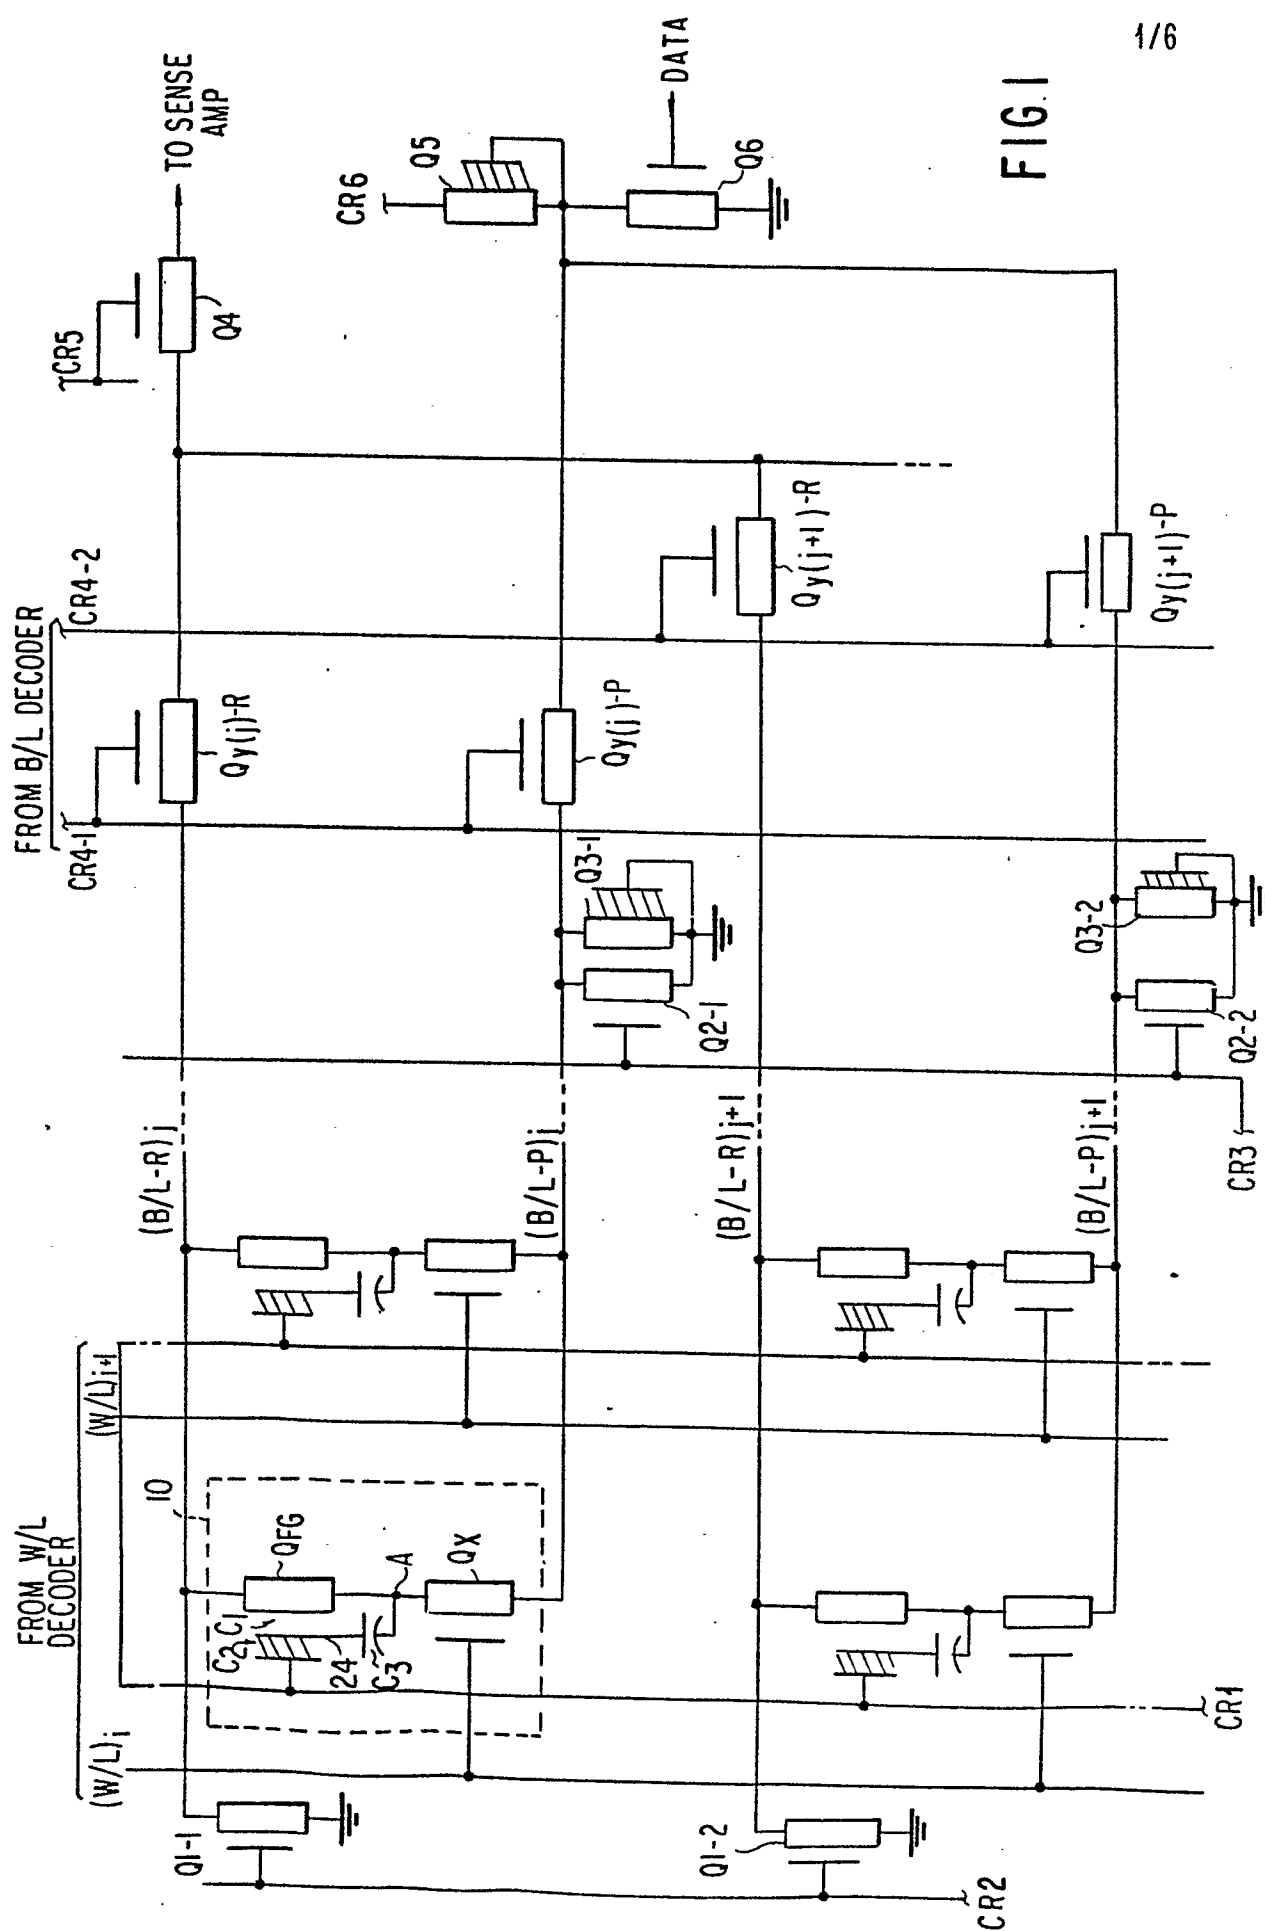 1/6
FIG.1
FROM W/L
DECODER
(W/L)i
(W/L)i+1
FROM B/L DECODER
CR4-1
CR4-2
CR5
TO SENSE
AMP
Q4
Qy(j)-R
(B/L-R)j
10
QFG
C1
C2
24
C3
A
QX
Q1-1
CR6
Q5
DATA
Q6
Qy(j)-P
Q3-1
Q2-1
(B/L-P)j
Qy(j+1)-R
(B/L-R)j+1
Q1-2
Qy(j+1)-P
Q3-2
Q2-2
(B/L-P)j+1
CR3
CR1
CR2